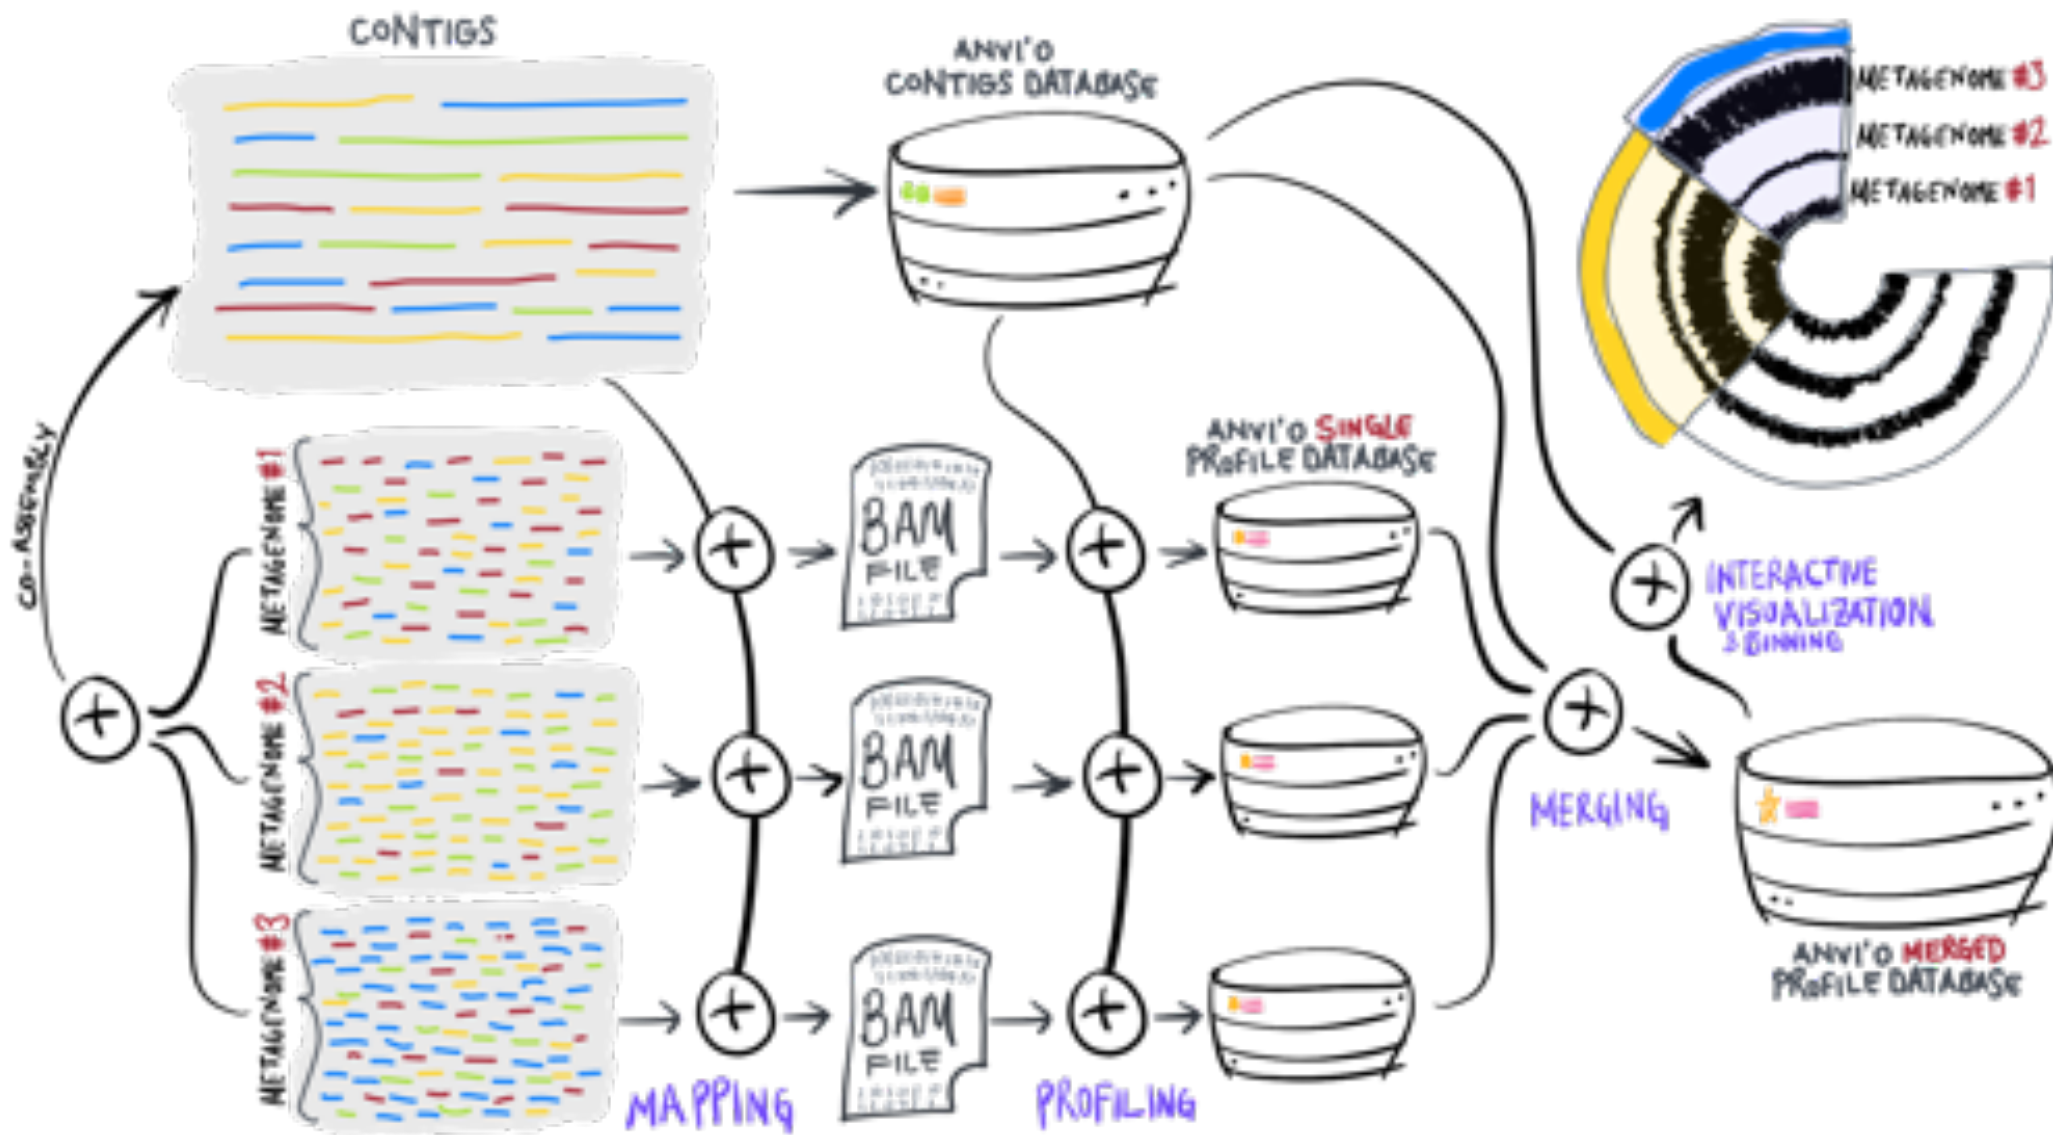 CONTIGS
ANVI'O
CONTIGS DATABASE
METAGENOME #3
METAGENOME #2
METAGENOME #1
CO-ASSEMBLY
METAGENOME #1
METAGENOME #2
METAGENOME #3
BAM
FILE
BAM
FILE
BAM
FILE
ANVI'O SINGLE
PROFILE DATABASE
INTERACTIVE
VISUALIZATION
& BINNING
MERGING
ANVI'O MERGED
PROFILE DATABASE
MAPPING
PROFILING